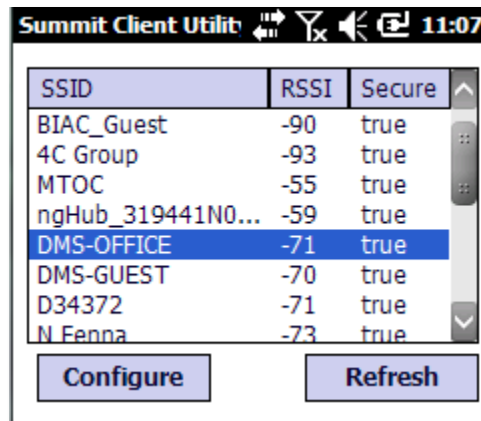 Summit Client Utilit 11:07
SSID RSSI Secure
BIAC_Guest -90 true
4C Group -93 true
MTOC -55 true
ngHub_319441N0... -59 true
DMS-OFFICE -71 true
DMS-GUEST -70 true
D34372 -71 true
N Fenna -73 true
Configure Refresh